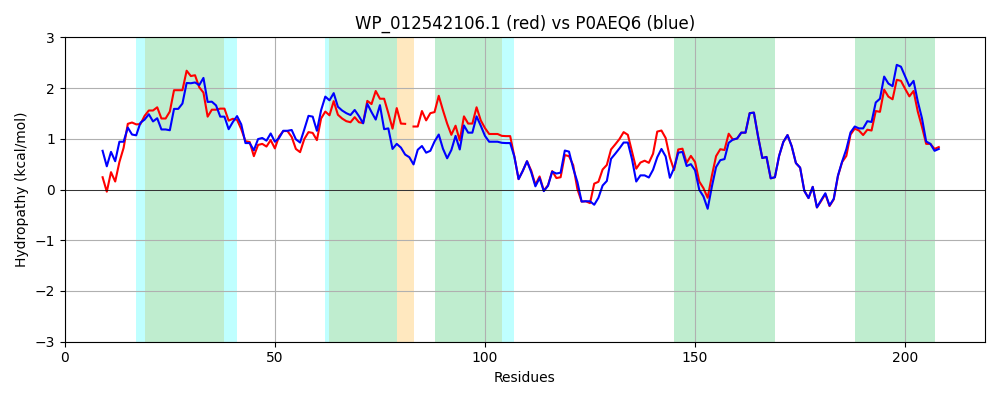 WP_012542106.1 (red) vs P0AEQ6 (blue)
Hydropathy (kcal/mol)
3
2
1
0
−1
−2
−3
0 50 100 150 200
Residues